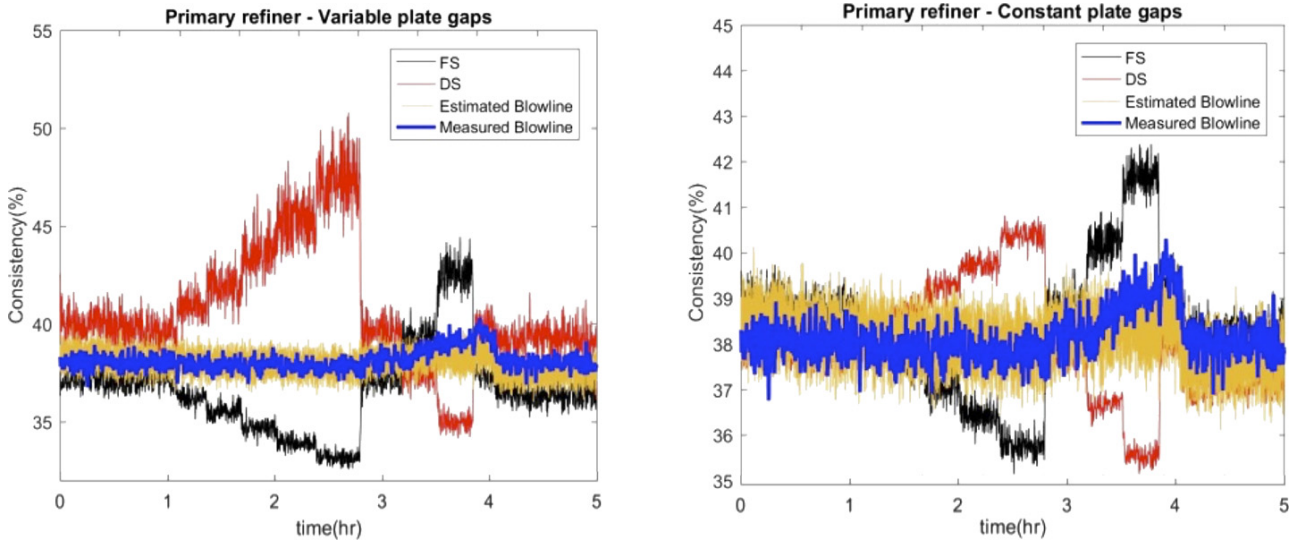 Primary refiner - Variable plate gaps
55
50
45
40
35
Consistency(%)
0 1 2 3 4 5
time(hr)
FS
DS
Estimated Blowline
Measured Blowline
Primary refiner - Constant plate gaps
45
44
43
42
41
40
39
38
37
36
35
Consistency(%)
0 1 2 3 4 5
time(hr)
FS
DS
Estimated Blowline
Measured Blowline